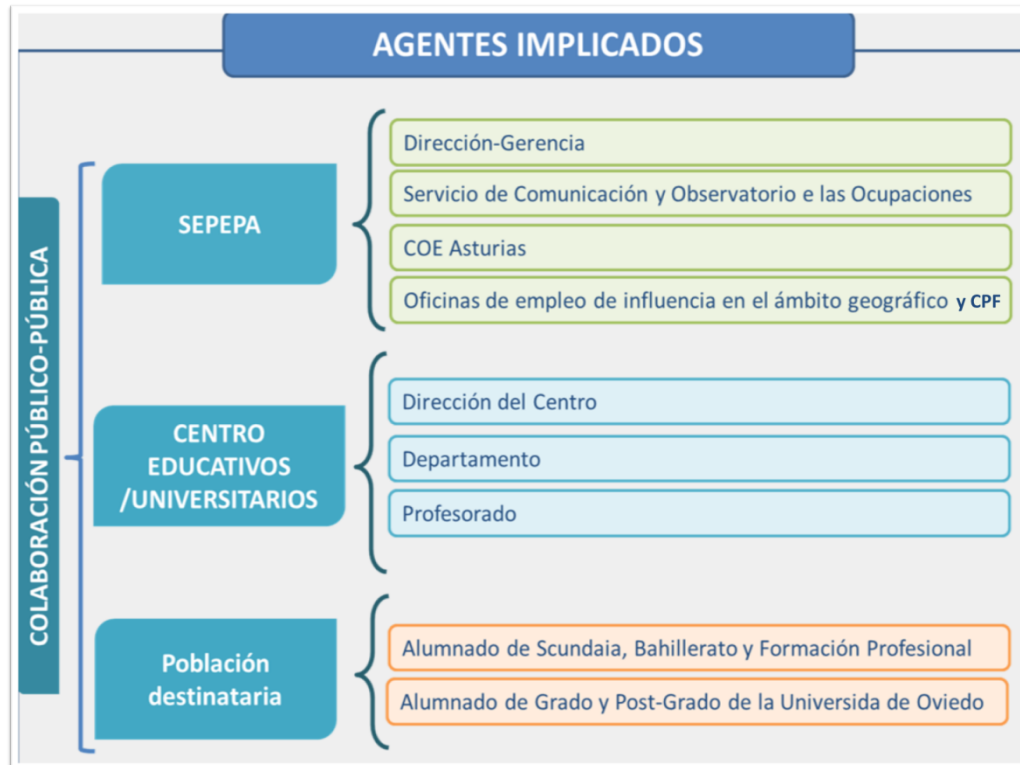 AGENTES IMPLICADOS
COLABORACIÓN PÚBLICO-PÚBLICA
SEPEPA
Dirección-Gerencia
Servicio de Comunicación y Observatorio e las Ocupaciones
COE Asturias
Oficinas de empleo de influencia en el ámbito geográfico y CPF
CENTRO
EDUCATIVOS
/UNIVERSITARIOS
Dirección del Centro
Departamento
Profesorado
Población
destinataria
Alumnado de Scundaia, Bahillerato y Formación Profesional
Alumnado de Grado y Post-Grado de la Universida de Oviedo